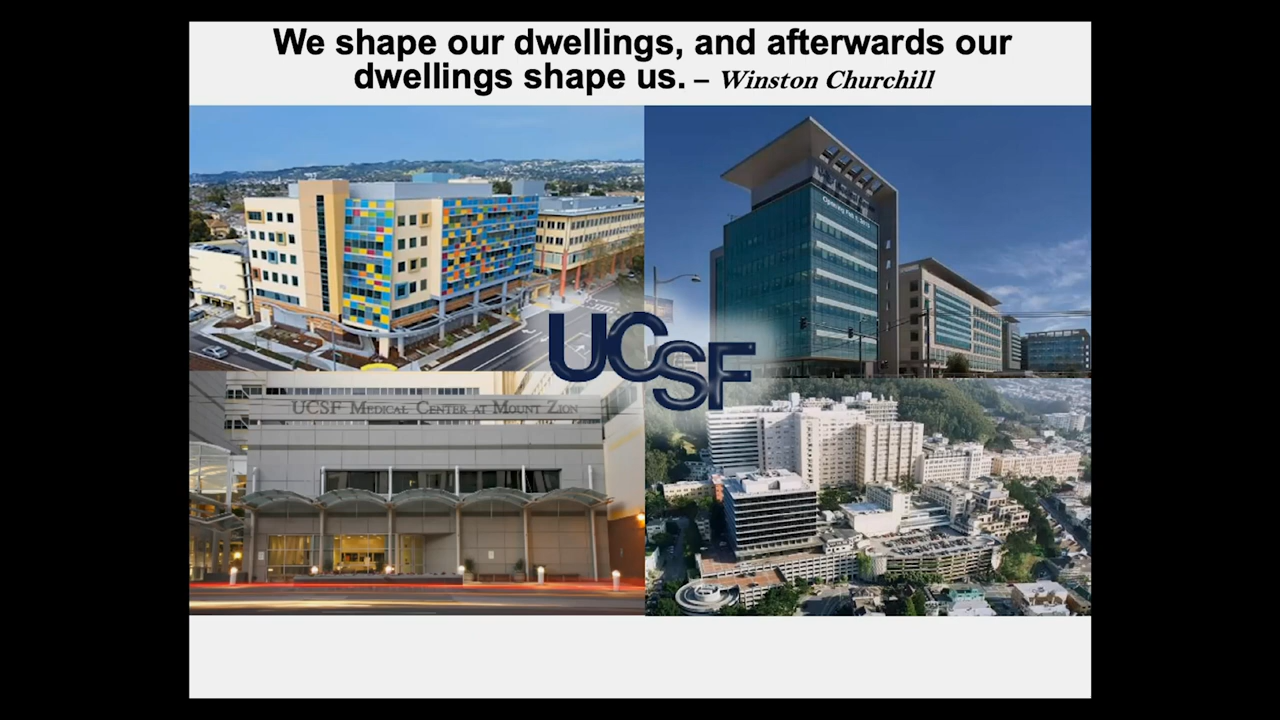 We shape our dwellings, and afterwards our
dwellings shape us. – Winston Churchill
UCSF
UCSF Medical Center at Mount Zion